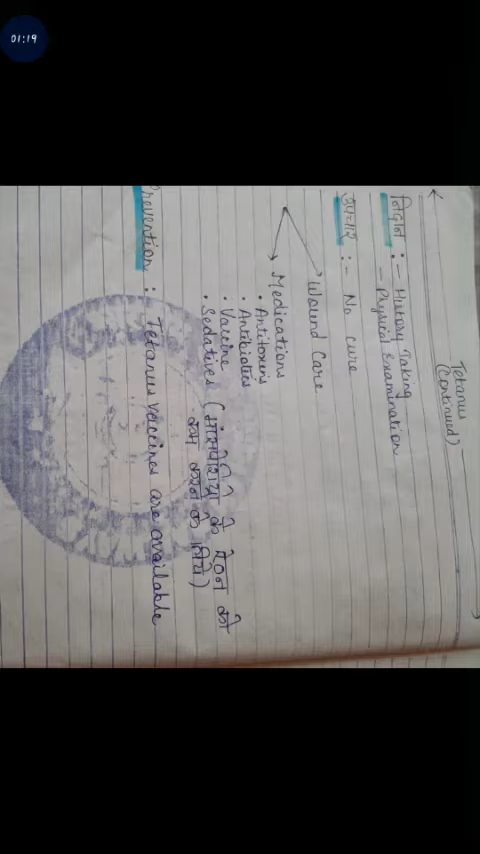 01:19
Tetanus
(Continued)
निदान :- History Taking
- Physical Examination
उपचार :- No cure
Wound Care
Medications
• Antitoxins
• Antibiotics
• Vaccine
• Sedatives (मांसपेशियों की ऐंठन को
कम करने के लिये)
Prevention : Tetanus Vaccines are available